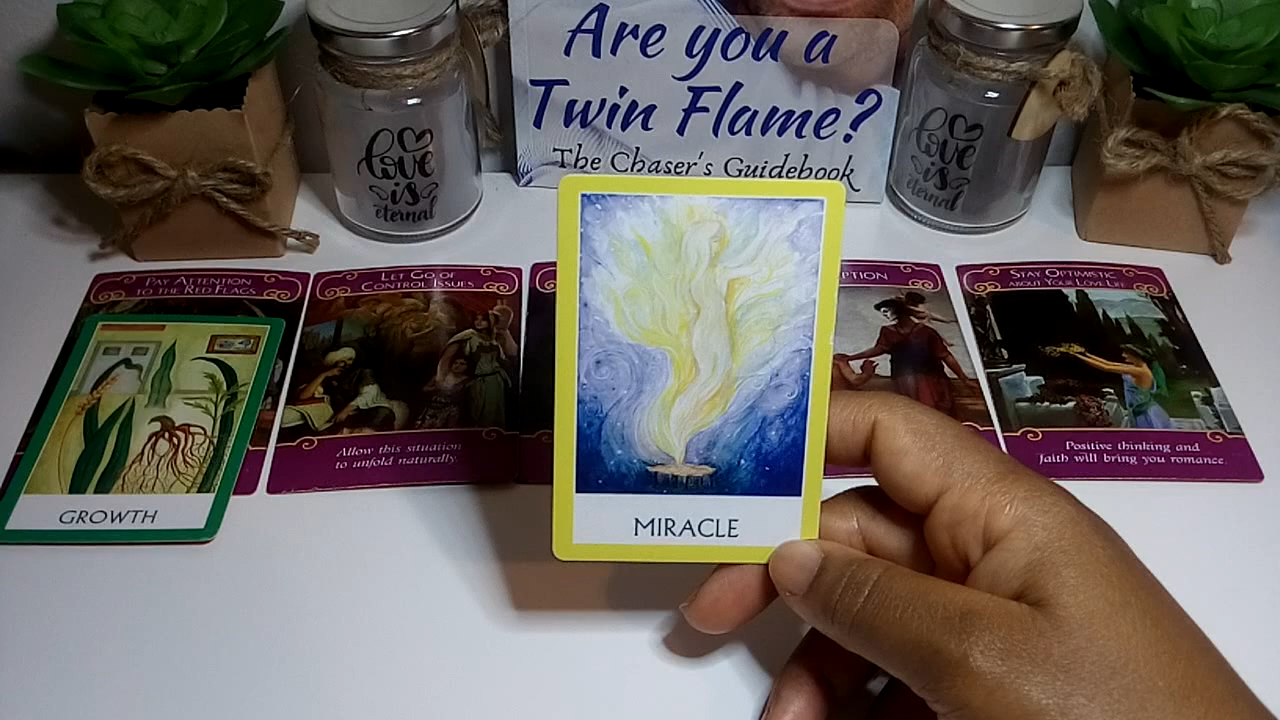 Are you a
Twin Flame?
The Chaser's Guidebook
love
is
eternal
love
is
eternal
PAY ATTENTION
TO THE RED FLAGS
LET GO OF
CONTROL ISSUES
STAY OPTIMISTIC
ABOUT YOUR LOVE LIFE
Allow this situation
to unfold naturally.
Positive thinking and
faith will bring you romance.
GROWTH
MIRACLE